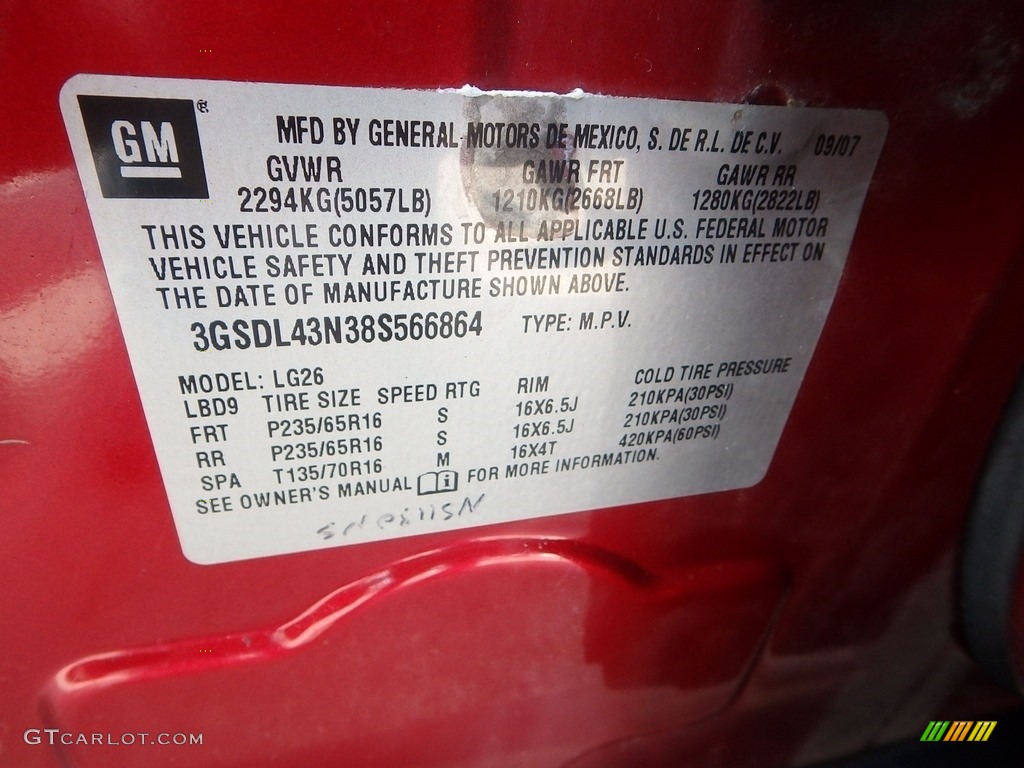 GM ®
MFD BY GENERAL MOTORS DE MEXICO, S. DE R.L. DE C.V. 09/07
GVWR GAWR FRT GAWR RR
2294KG(5057LB) 1210KG(2668LB) 1280KG(2822LB)
THIS VEHICLE CONFORMS TO ALL APPLICABLE U.S. FEDERAL MOTOR
VEHICLE SAFETY AND THEFT PREVENTION STANDARDS IN EFFECT ON
THE DATE OF MANUFACTURE SHOWN ABOVE.
3GSDL43N38S566864 TYPE: M.P.V.
MODEL: LG26
LBD9 TIRE SIZE SPEED RTG RIM COLD TIRE PRESSURE
FRT P235/65R16 S 16X6.5J 210KPA(30PSI)
RR P235/65R16 S 16X6.5J 210KPA(30PSI)
SPA T135/70R16 M 16X4T 420KPA(60PSI)
SEE OWNER'S MANUAL i FOR MORE INFORMATION.
GTCARLOT.COM